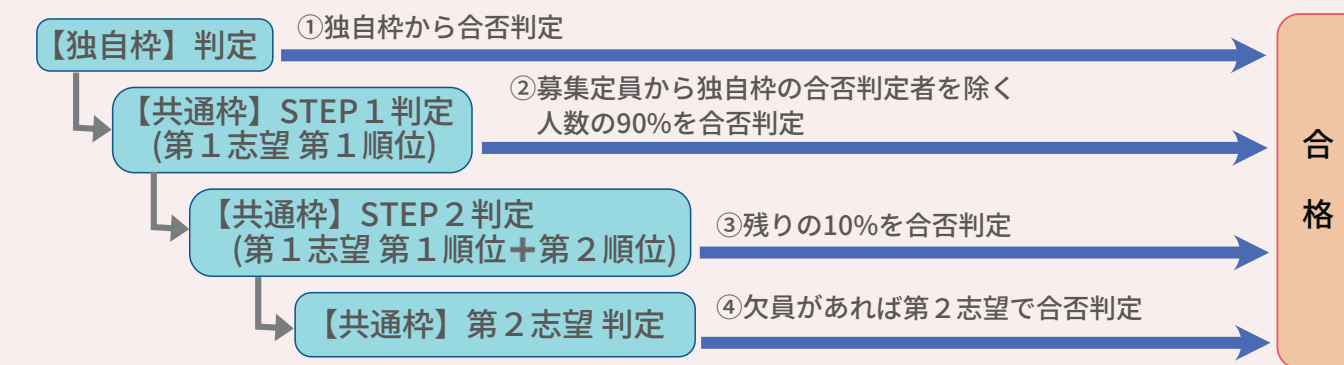 【独自枠】判定
①独自枠から合否判定
【共通枠】STEP１判定
(第１志望 第１順位)
②募集定員から独自枠の合否判定者を除く
人数の90%を合否判定
【共通枠】STEP２判定
(第１志望 第１順位＋第２順位)
③残りの10%を合否判定
【共通枠】第２志望 判定
④欠員があれば第２志望で合否判定
合
格